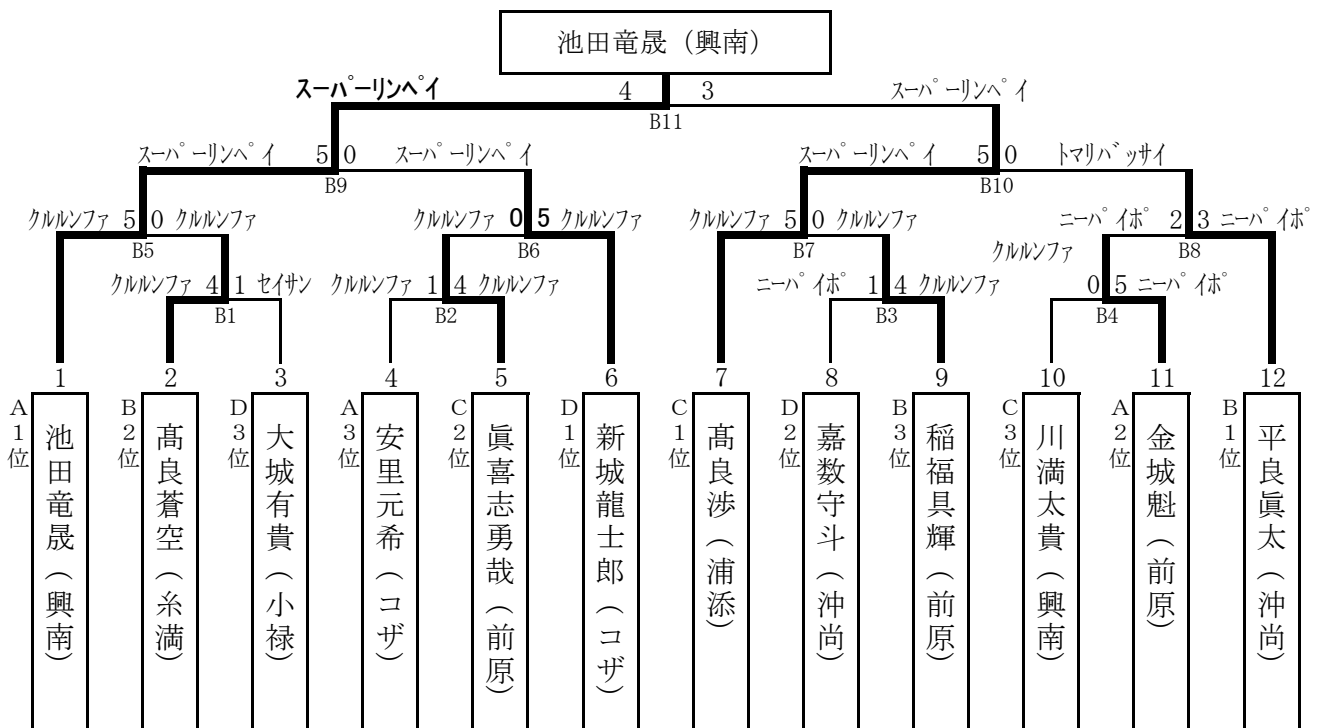 池田竜晟（興南）
スーパーリンペイ 4 3 スーパーリンペイ
B11
スーパーリンペイ 5 0 スーパーリンペイ スーパーリンペイ 5 0 トマリバッサイ
B9 B10
クルルンファ 5 0 クルルンファ クルルンファ 0 5 クルルンファ クルルンファ 5 0 クルルンファ ニーパイポ 2 3 ニーパイポ
B5 B6 B7 B8
クルルンファ
クルルンファ 4 1 セイサン クルルンファ 1 4 クルルンファ ニーパイポ 1 4 クルルンファ 0 5 ニーパイポ
B1 B2 B3 B4
1 2 3 4 5 6 7 8 9 10 11 12
A1位
池田竜晟（興南）
B2位
髙良蒼空（糸満）
D3位
大城有貴（小禄）
A3位
安里元希（コザ）
C2位
眞喜志勇哉（前原）
D1位
新城龍士郎（コザ）
C1位
髙良渉（浦添）
D2位
嘉数守斗（沖尚）
B3位
稲福具輝（前原）
C3位
川満太貴（興南）
A2位
金城魁（前原）
B1位
平良眞太（沖尚）